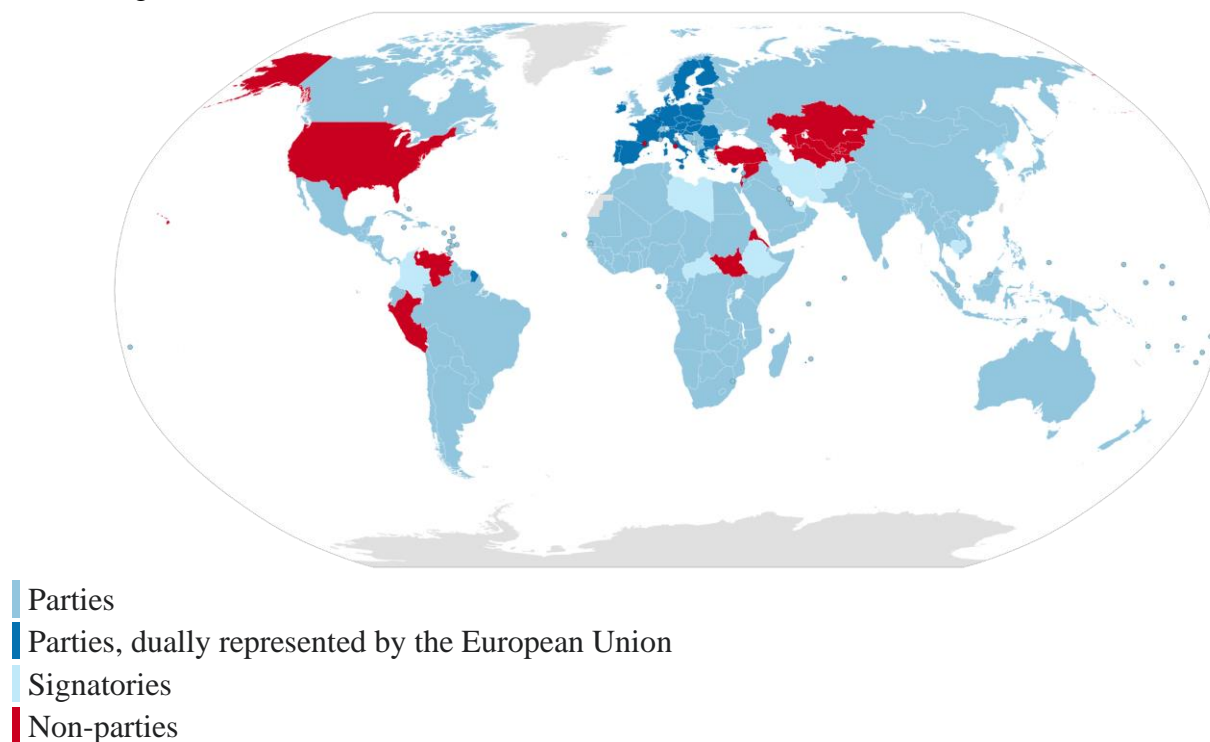 Parties
Parties, dually represented by the European Union
Signatories
Non-parties